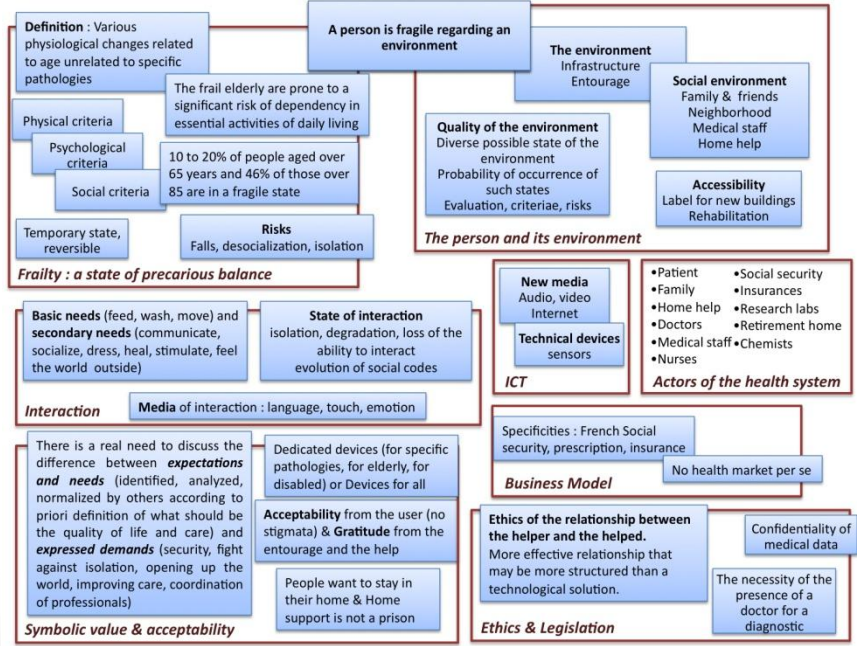 Definition : Various
physiological changes related
to age unrelated to specific
pathologies
The frail elderly are prone to a
significant risk of dependency in
essential activities of daily living
Physical criteria
Psychological
criteria
Social criteria
10 to 20% of people aged over
65 years and 46% of those over
85 are in a fragile state
Temporary state,
reversible
Risks
Falls, desocialization, isolation
Frailty : a state of precarious balance
A person is fragile regarding an
environment
The environment
Infrastructure
Entourage
Social environment
Family & friends
Neighborhood
Medical staff
Home help
Quality of the environment
Diverse possible state of the
environment
Probability of occurrence of
such states
Evaluation, criteriae, risks
Accessibility
Label for new buildings
Rehabilitation
The person and its environment
Basic needs (feed, wash, move) and
secondary needs (communicate,
socialize, dress, heal, stimulate, feel
the world outside)
State of interaction
isolation, degradation, loss of the
ability to interact
evolution of social codes
Media of interaction : language, touch, emotion
Interaction
New media
Audio, video
Internet
Technical devices
sensors
ICT
•Patient
•Family
•Home help
•Doctors
•Medical staff
•Nurses
•Social security
•Insurances
•Research labs
•Retirement home
•Chemists
Actors of the health system
There is a real need to discuss the
difference between expectations
and needs (identified, analyzed,
normalized by others according to
priori definition of what should be
the quality of life and care) and
expressed demands (security, fight
against isolation, opening up the
world, improving care, coordination
of professionals)
Dedicated devices (for specific
pathologies, for elderly, for
disabled) or Devices for all
Acceptability from the user (no
stigmata) & Gratitude from the
entourage and the help
People want to stay in
their home & Home
support is not a prison
Symbolic value & acceptability
Specificities : French Social
security, prescription, insurance
No health market per se
Business Model
Ethics of the relationship between
the helper and the helped.
More effective relationship that
may be more structured than a
technological solution.
Confidentiality of
medical data
The necessity of the
presence of a
doctor for a
diagnostic
Ethics & Legislation